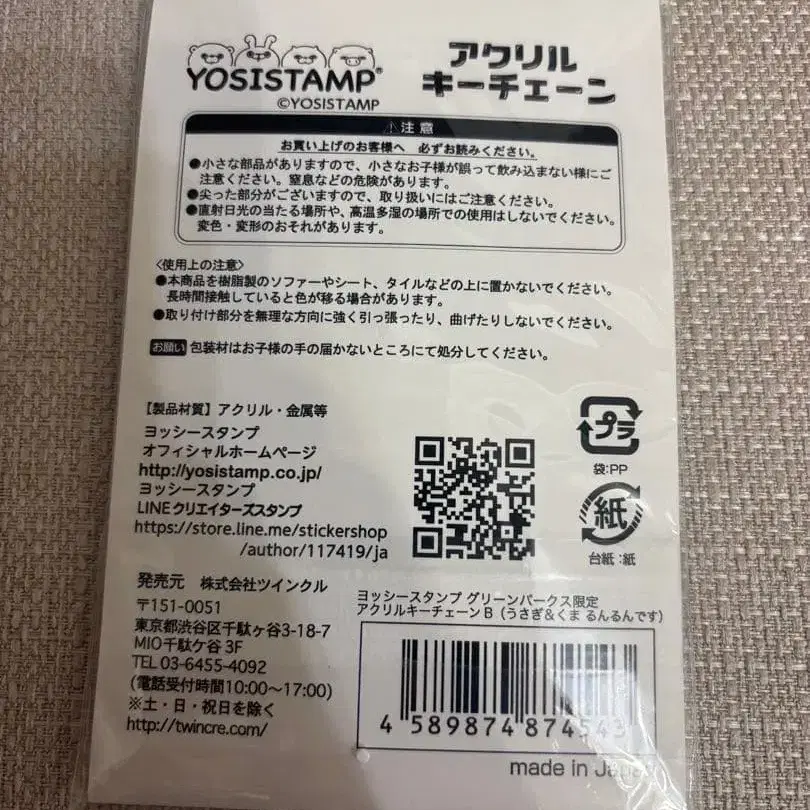 YOSISTAMP®
©YOSISTAMP
アクリル
キーチェーン
⚠注意
お買い上げのお客様へ 必ずお読みください。
●小さな部品がありますので、小さなお子様が誤って飲み込まない様にご
注意ください。窒息などの危険があります。
●尖った部分がございますので、取り扱いにはご注意ください。
●直射日光の当たる場所や、高温多湿の場所での使用はしないでください。
変色・変形のおそれがあります。
〈使用上の注意〉
●本商品を樹脂製のソファーやシート、タイルなどの上に置かないでください。
長時間接触していると色が移る場合があります。
●取り付け部分を無理な方向に強く引っ張ったり、曲げたりしないでください。
お願い 包装材はお子様の手の届かないところにて処分してください。
【製品材質】アクリル・金属等
ヨッシースタンプ
オフィシャルホームページ
http://yosistamp.co.jp/
ヨッシースタンプ
LINEクリエイターズスタンプ
https://store.line.me/stickershop
/author/117419/ja
プラ
袋:PP
紙
台紙:紙
発売元 株式会社ツインクル
〒151-0051
東京都渋谷区千駄ヶ谷3-18-7
MIO千駄ケ谷 3F
TEL 03-6455-4092
(電話受付時間10:00〜17:00)
※土・日・祝日を除く
http://twincre.com/
ヨッシースタンプ グリーンパークス限定
アクリルキーチェーンB(うさぎ&くま るんるんです)
4 589874 874543
made in Japan